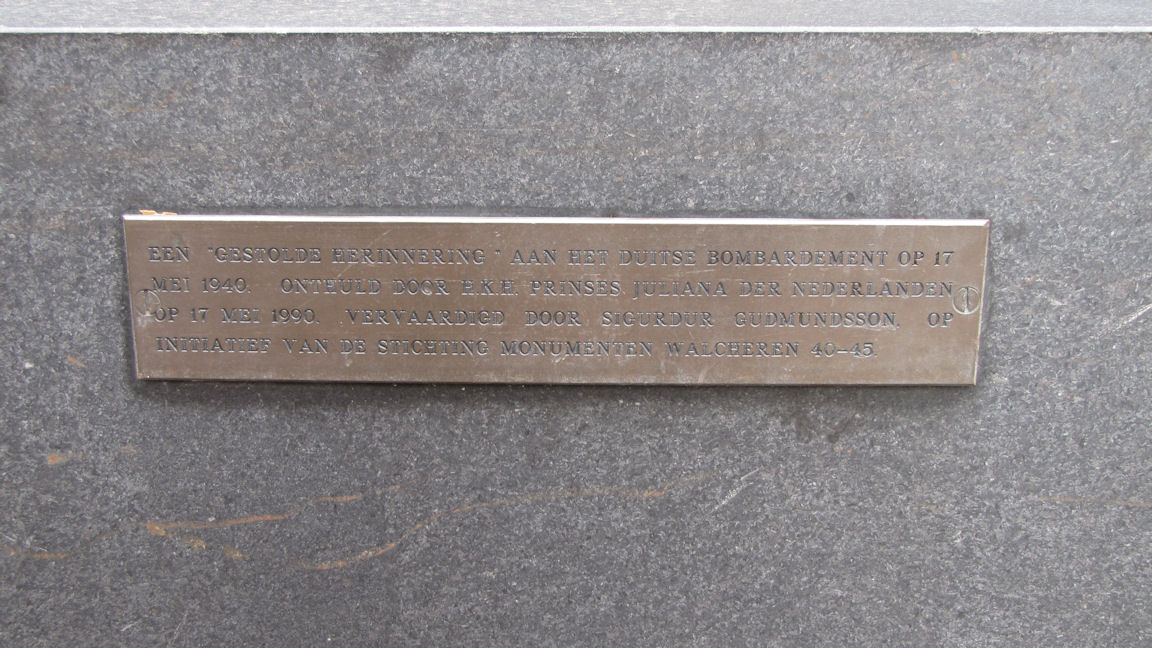 EEN "GESTOLDE HERINNERING " AAN HET DUITSE BOMBARDEMENT OP 17
MEI 1940. ONTHULD DOOR H.K.H. PRINSES JULIANA DER NEDERLANDEN
OP 17 MEI 1990. VERVAARDIGD DOOR SIGURDUR GUDMUNDSSON. OP
INITIATIEF VAN DE STICHTING MONUMENTEN WALCHEREN 40-45.